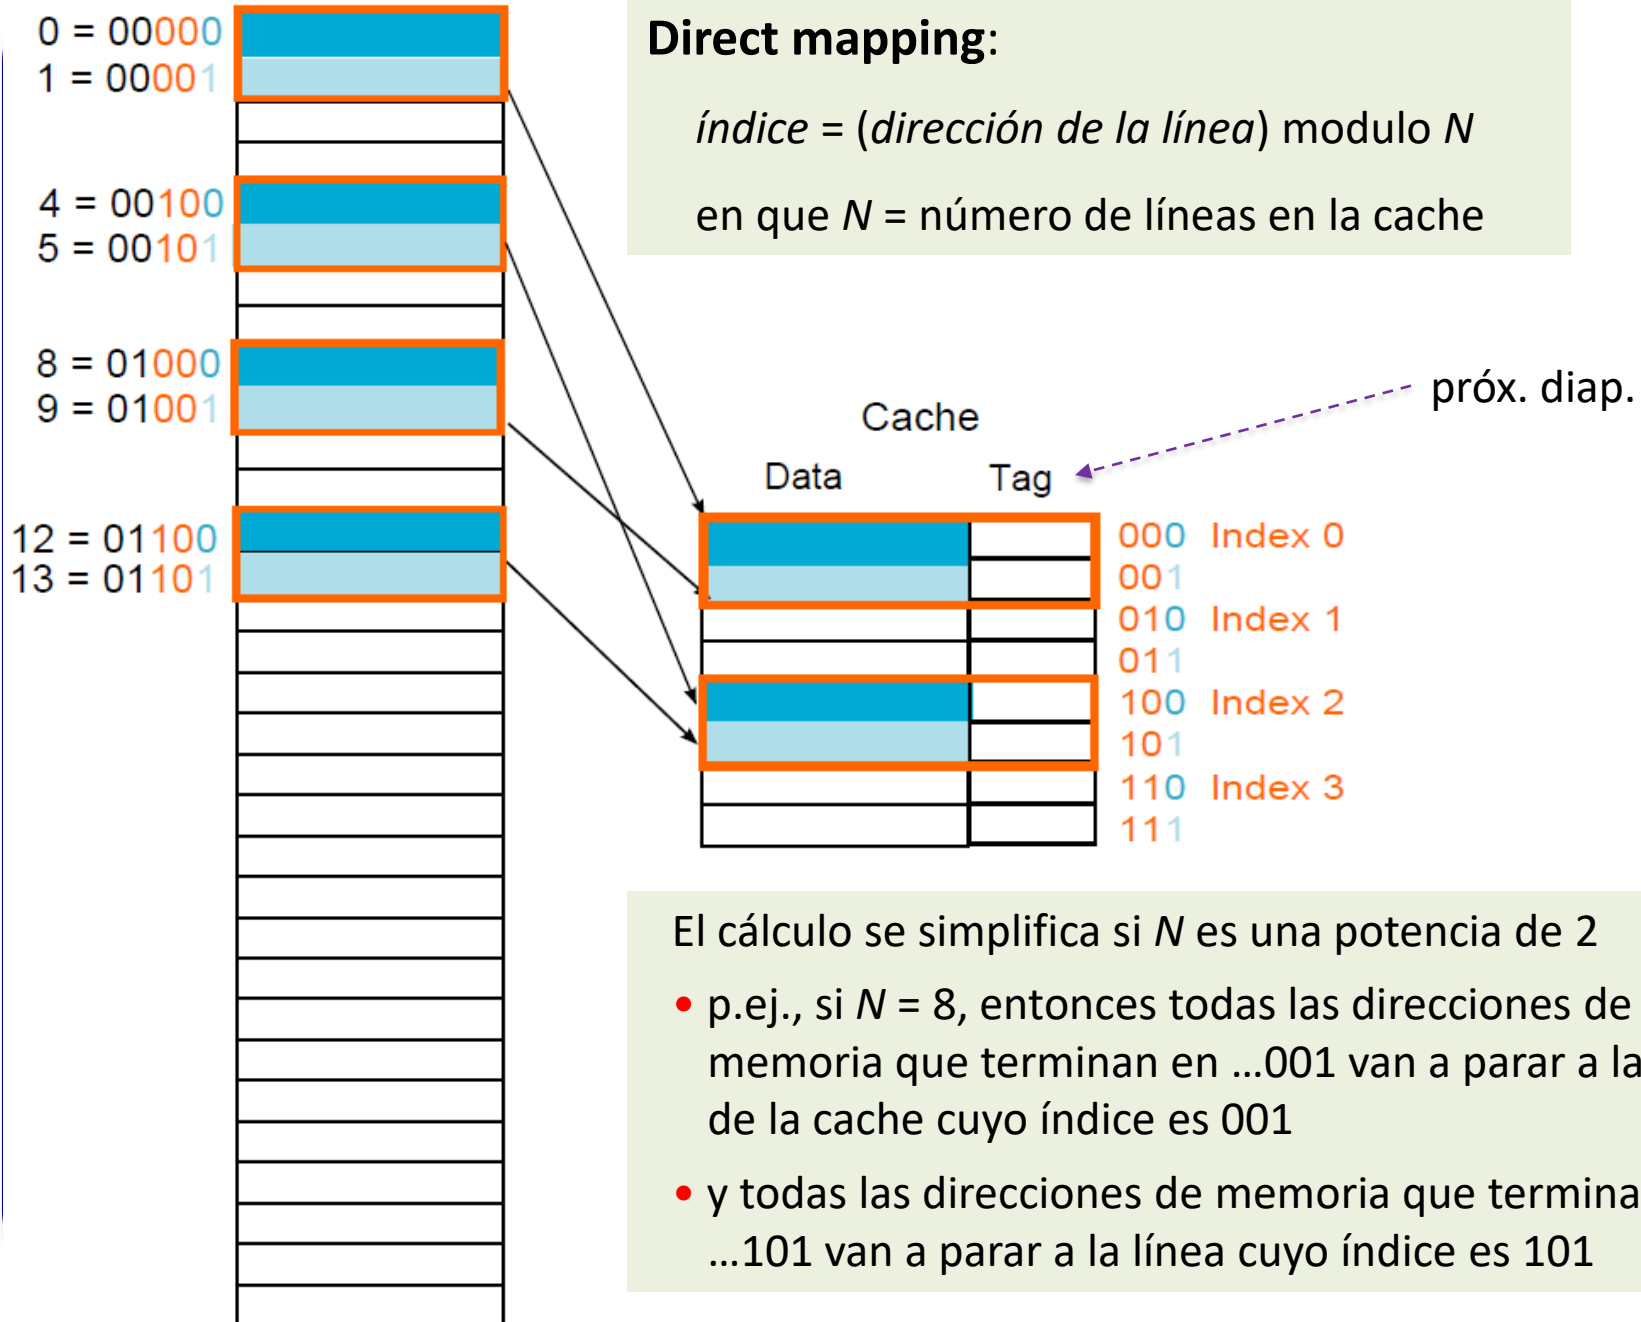 0 = 00000
1 = 00001
4 = 00100
5 = 00101
8 = 01000
9 = 01001
12 = 01100
13 = 01101
Direct mapping:
índice = (dirección de la línea) modulo N
en que N = número de líneas en la cache
próx. diap.
Cache
Data Tag
000 Index 0
001
010 Index 1
011
100 Index 2
101
110 Index 3
111
El cálculo se simplifica si N es una potencia de 2
• p.ej., si N = 8, entonces todas las direcciones de
memoria que terminan en …001 van a parar a la
de la cache cuyo índice es 001
• y todas las direcciones de memoria que termina
…101 van a parar a la línea cuyo índice es 101